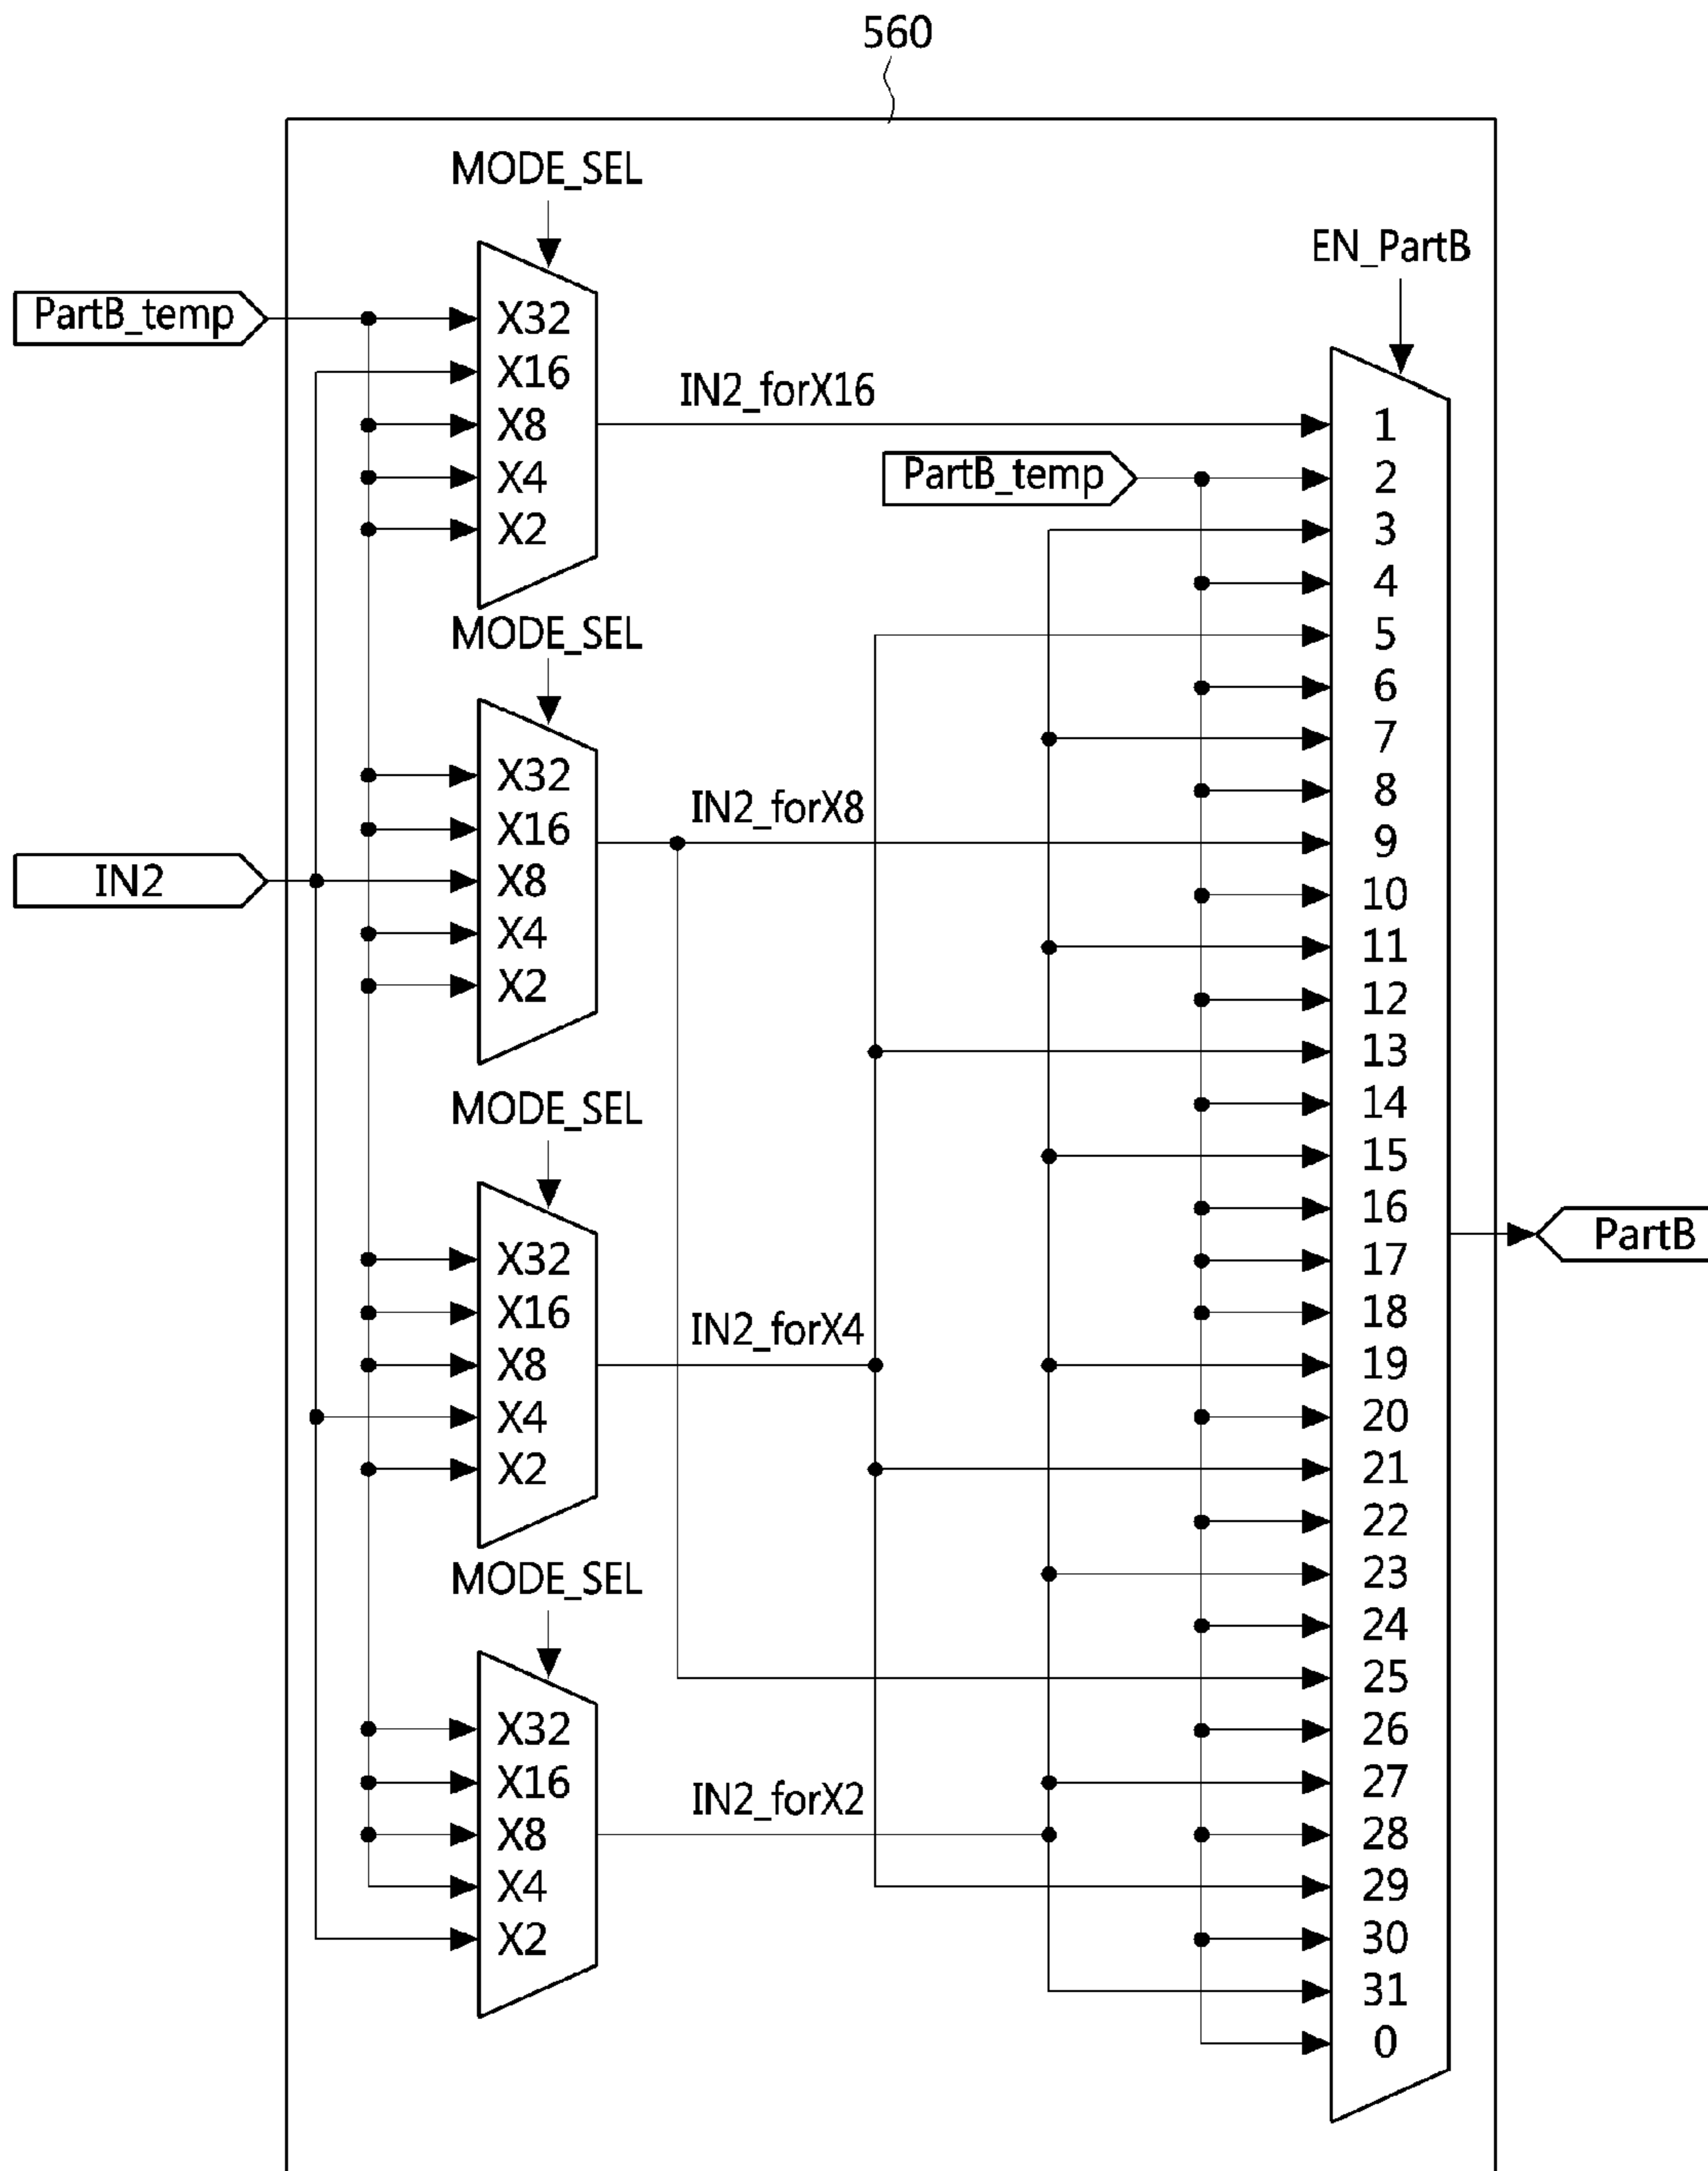 560
MODE_SEL
EN_PartB
PartB_temp
X32
X16
X8
X4
X2
IN2_forX16
PartB_temp
MODE_SEL
X32
X16
X8
X4
X2
IN2_forX8
IN2
MODE_SEL
X32
X16
X8
X4
X2
IN2_forX4
MODE_SEL
X32
X16
X8
X4
X2
IN2_forX2
1
2
3
4
5
6
7
8
9
10
11
12
13
14
15
16
17
18
19
20
21
22
23
24
25
26
27
28
29
30
31
0
PartB